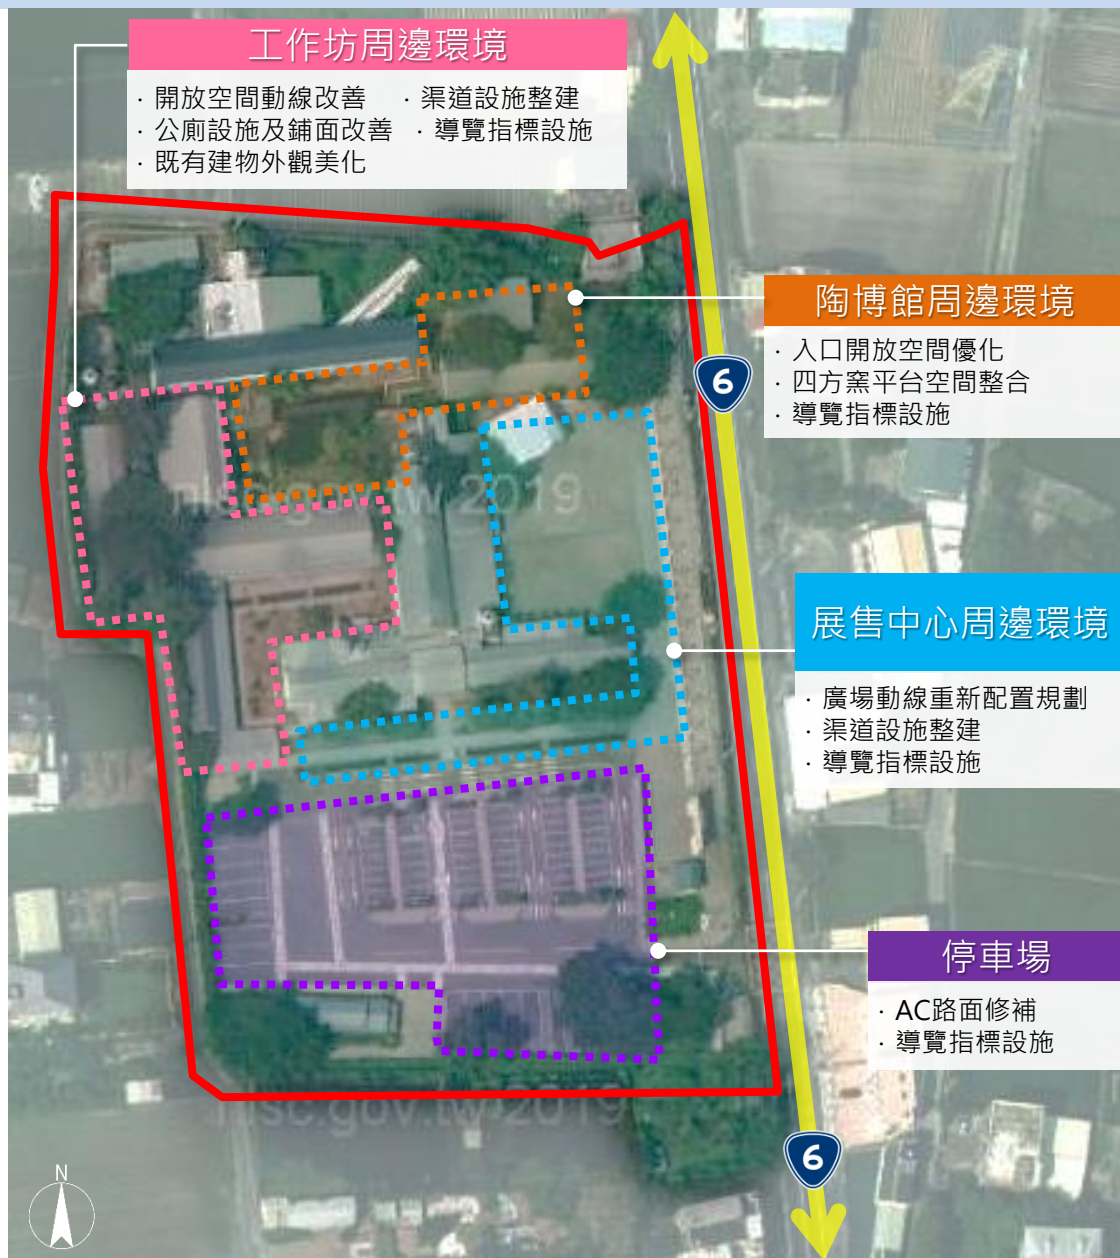 工作坊周邊環境
· 開放空間動線改善 · 渠道設施整建
· 公廁設施及鋪面改善 · 導覽指標設施
· 既有建物外觀美化
陶博館周邊環境
· 入口開放空間優化
· 四方窯平台空間整合
· 導覽指標設施
6
展售中心周邊環境
· 廣場動線重新配置規劃
· 渠道設施整建
· 導覽指標設施
停車場
· AC路面修補
· 導覽指標設施
6
N